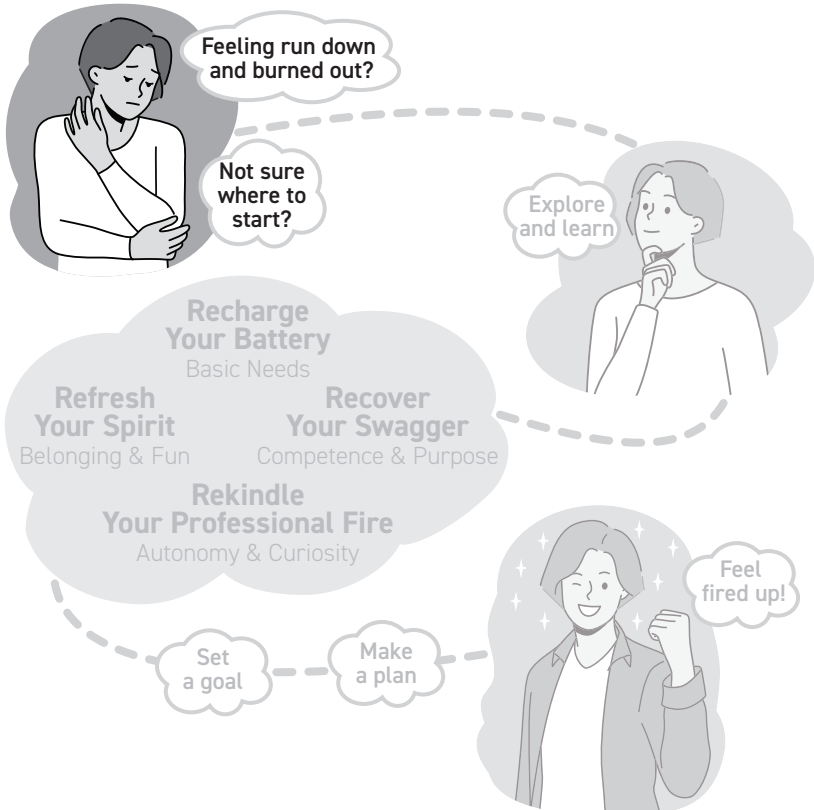 Feeling run down
and burned out?
Not sure
where to
start?
Explore
and learn
Recharge
Your Battery
Basic Needs
Refresh
Your Spirit
Belonging & Fun
Recover
Your Swagger
Competence & Purpose
Rekindle
Your Professional Fire
Autonomy & Curiosity
Set
a goal
Make
a plan
Feel
fired up!